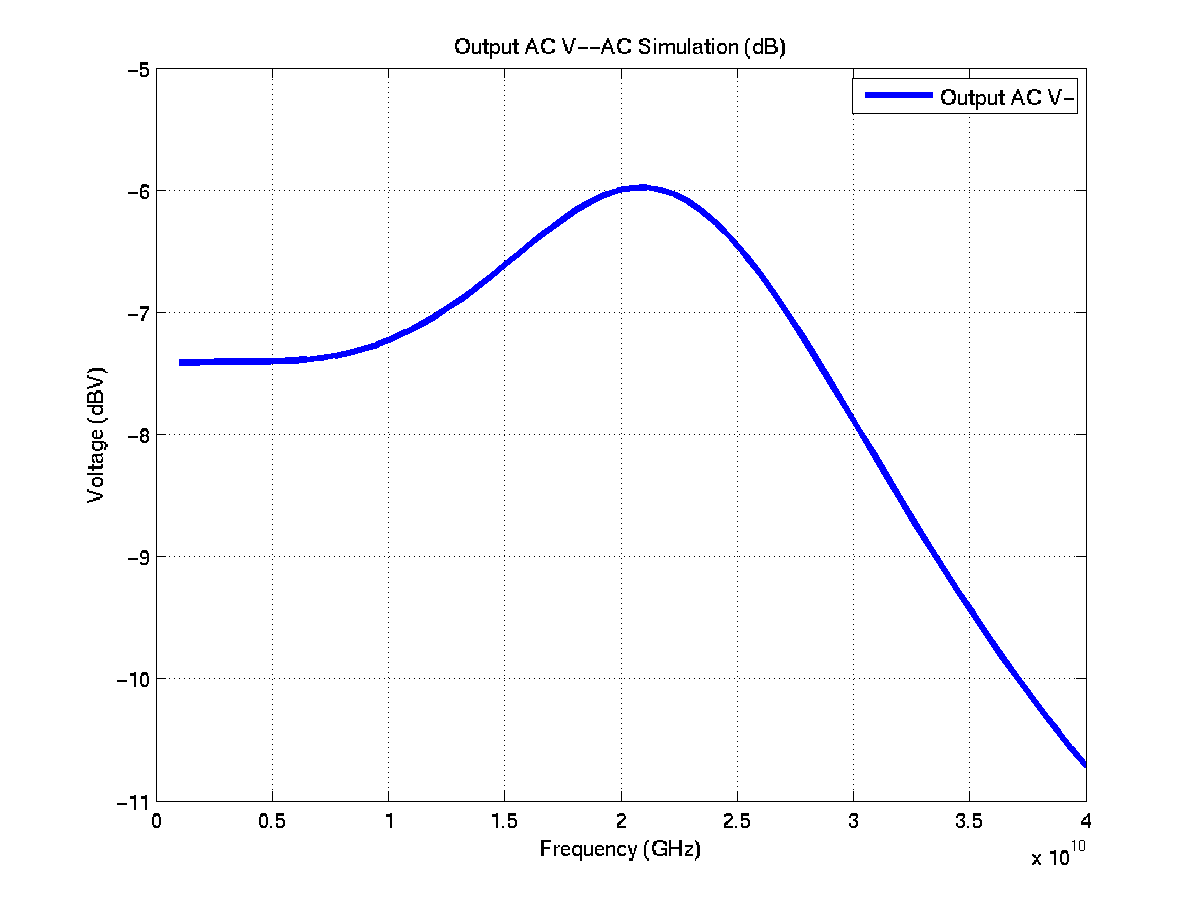 Output AC V--AC Simulation (dB)
Output AC V-
-5
-6
-7
-8
-9
-10
-11
Voltage (dBV)
0 0.5 1 1.5 2 2.5 3 3.5 4
Frequency (GHz)
x 10^10